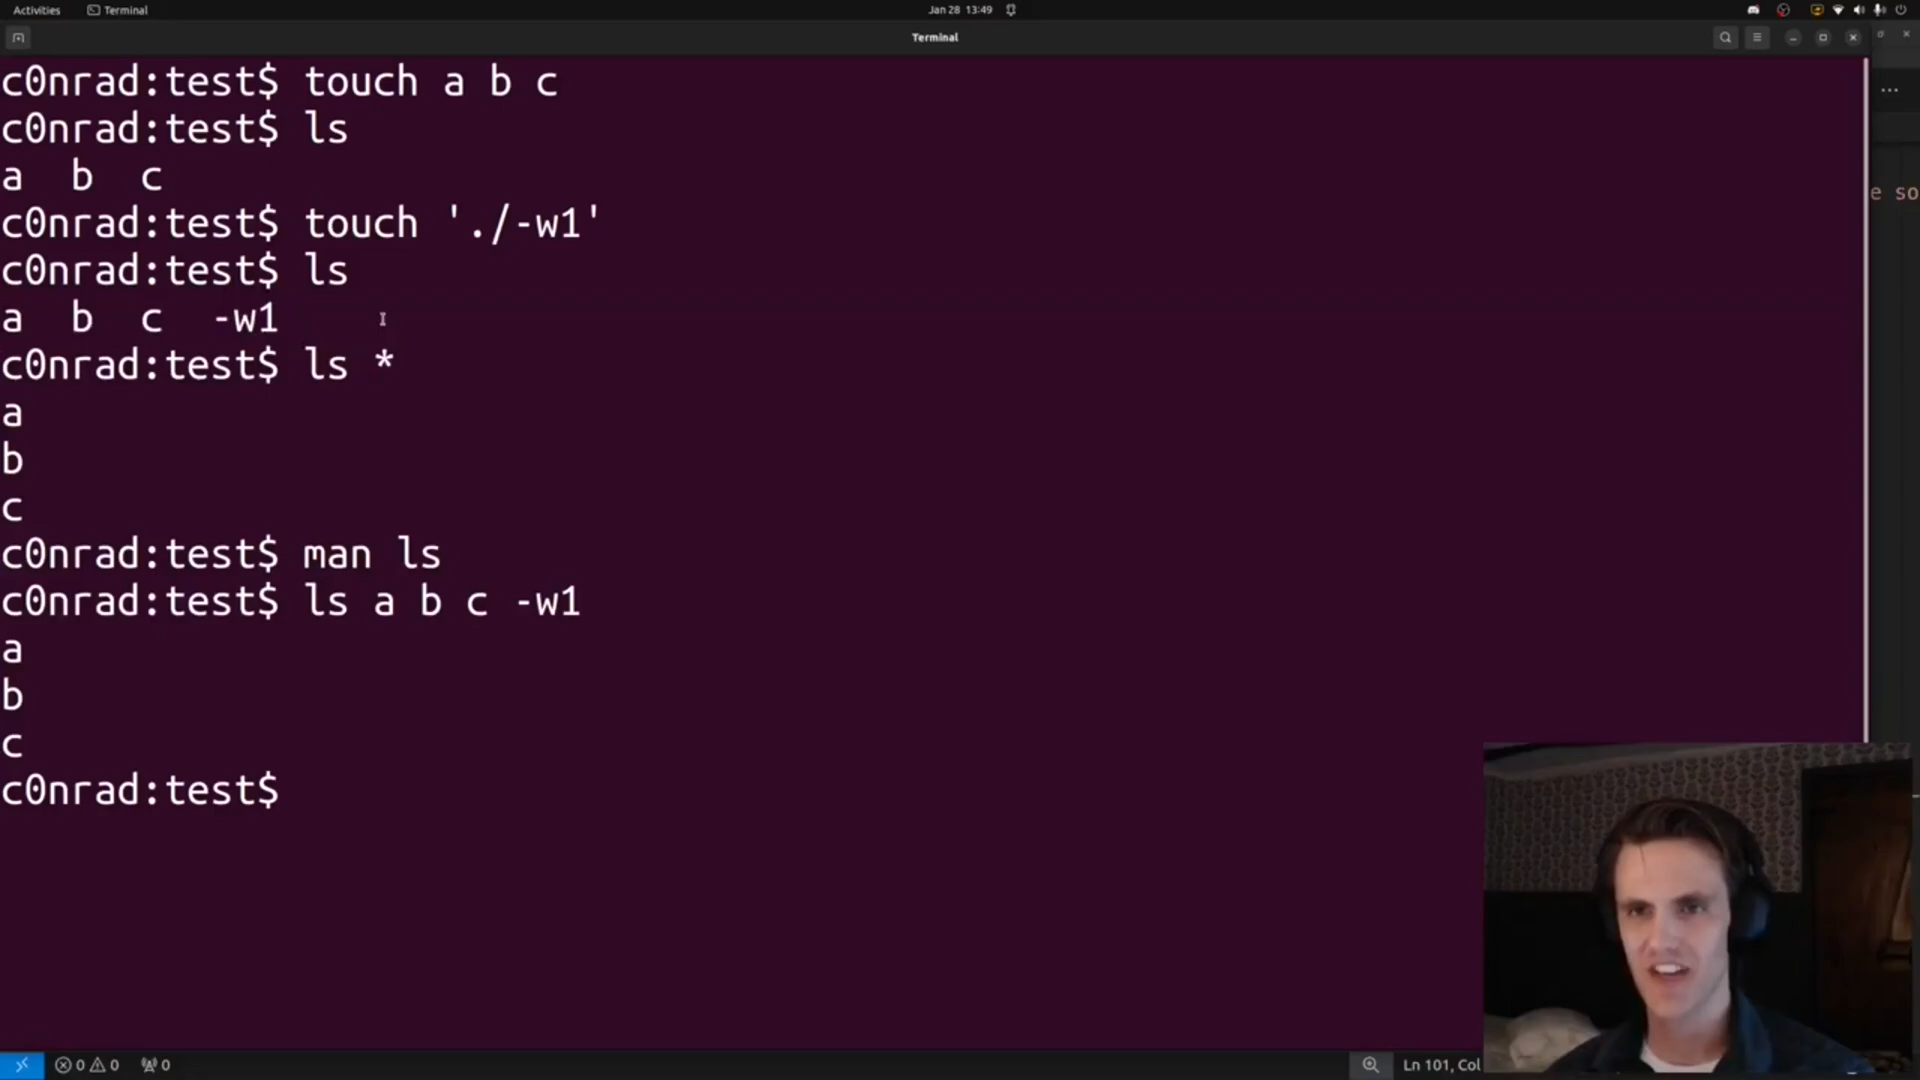 Activities Terminal Jan 28 13:49
Terminal
c0nrad:test$ touch a b c
c0nrad:test$ ls
a b c
c0nrad:test$ touch './-w1'
c0nrad:test$ ls
a b c -w1
c0nrad:test$ ls *
a
b
c
c0nrad:test$ man ls
c0nrad:test$ ls a b c -w1
a
b
c
c0nrad:test$
e so
0 0 0 Ln 101, Col